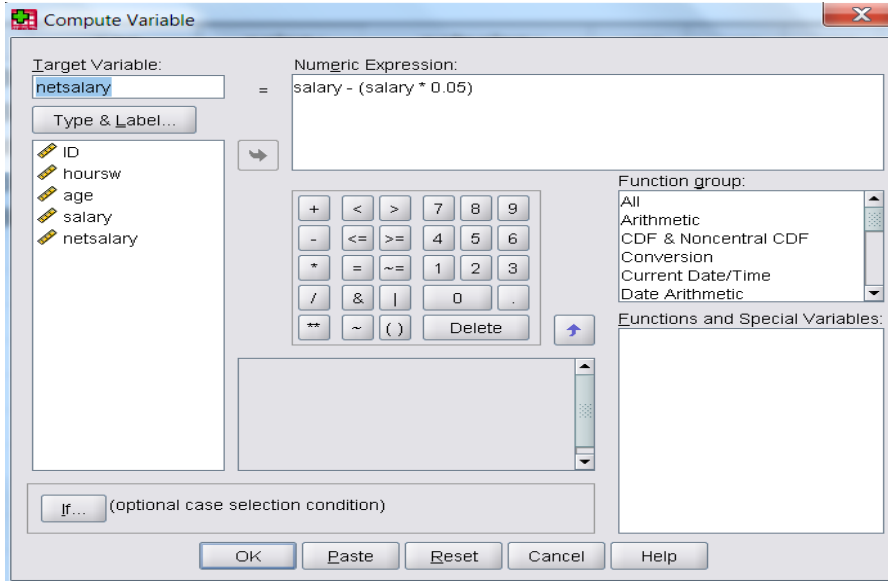 Compute Variable
Target Variable:
netsalary
=
Numeric Expression:
salary - (salary * 0.05)
Type & Label...
ID
hoursw
age
salary
netsalary
+ < > 7 8 9
- <= >= 4 5 6
* = ~= 1 2 3
/ & | 0 .
** ~ ( ) Delete
Function group:
All
Arithmetic
CDF & Noncentral CDF
Conversion
Current Date/Time
Date Arithmetic
Functions and Special Variables:
If... (optional case selection condition)
OK Paste Reset Cancel Help